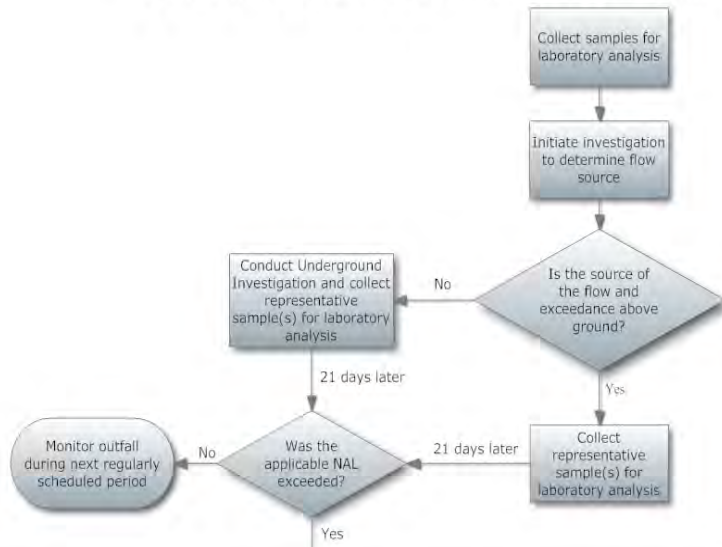 Collect samples for
laboratory analysis
Initiate investigation
to determine flow
source
Is the source of
the flow and
exceedance above
ground?
No
Conduct Underground
Investigation and collect
representative
sample(s) for laboratory
analysis
21 days later
Yes
Collect
representative
sample(s) for
laboratory analysis
21 days later
Was the
applicable NAL
exceeded?
No
Monitor outfall
during next regularly
scheduled period
Yes